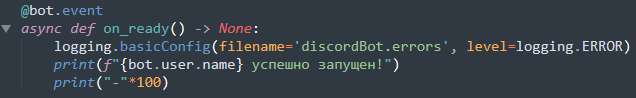 @bot.event
async def on_ready() -> None:
    logging.basicConfig(filename='discordBot.errors', level=logging.ERROR)
    print(f"{bot.user.name} успешно запущен!")
    print("-"*100)